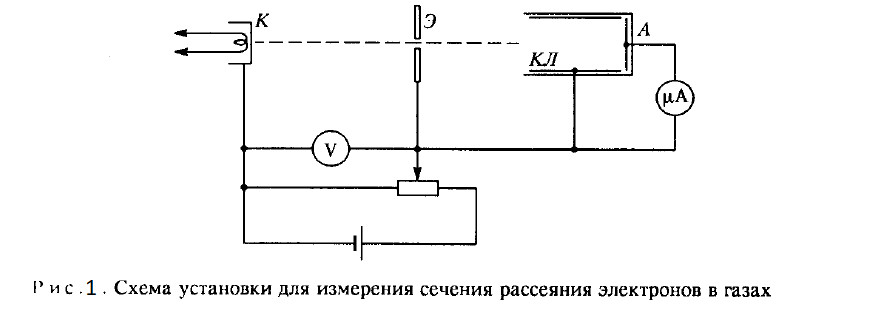 К
Э
А
КЛ
μA
V
Рис.1. Схема установки для измерения сечения рассеяния электронов в газах